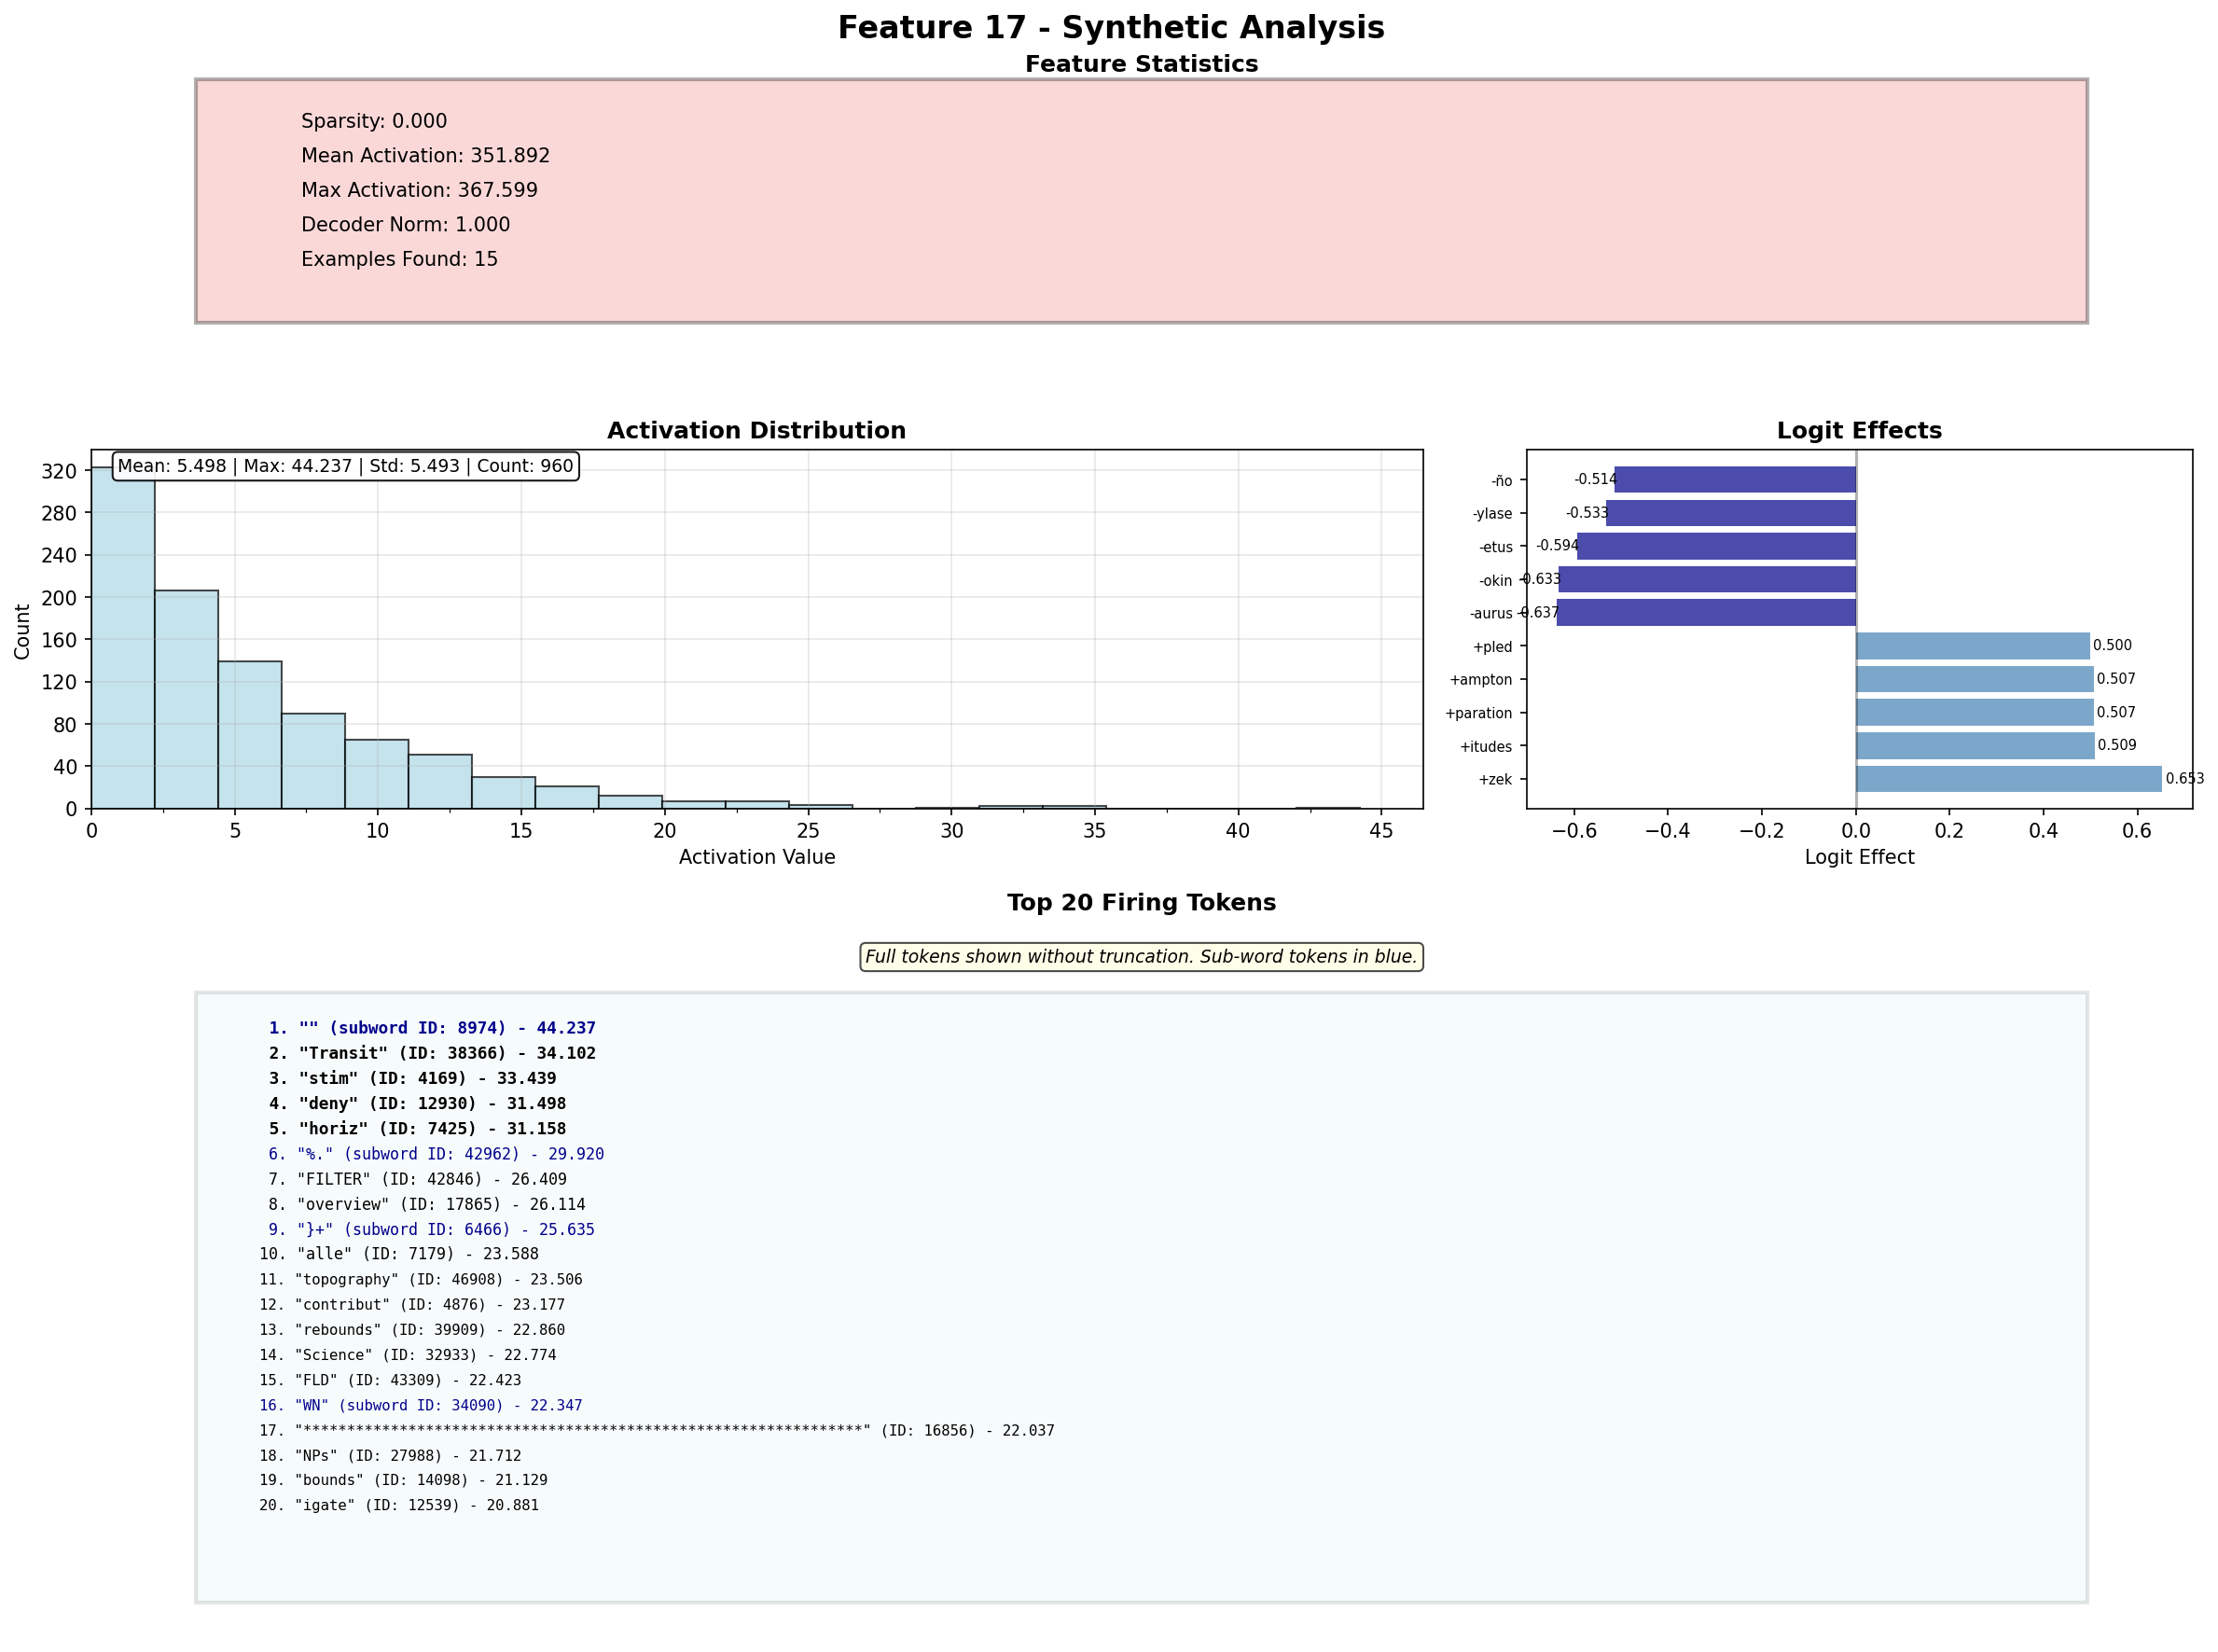 Feature 17 - Synthetic Analysis
Feature Statistics
Sparsity: 0.000
Mean Activation: 351.892
Max Activation: 367.599
Decoder Norm: 1.000
Examples Found: 15
Activation Distribution
Mean: 5.498 | Max: 44.237 | Std: 5.493 | Count: 960
Count
320
280
240
200
160
120
80
40
0
0 5 10 15 20 25 30 35 40 45
Activation Value
Logit Effects
-ño -0.514
-ylase -0.533
-etus -0.594
-okin -0.633
-aurus -0.637
+pled 0.500
+ampton 0.507
+paration 0.507
+itudes 0.509
+zek 0.653
−0.6 −0.4 −0.2 0.0 0.2 0.4 0.6
Logit Effect
Top 20 Firing Tokens
Full tokens shown without truncation. Sub-word tokens in blue.
1. "" (subword ID: 8974) - 44.237
2. "Transit" (ID: 38366) - 34.102
3. "stim" (ID: 4169) - 33.439
4. "deny" (ID: 12930) - 31.498
5. "horiz" (ID: 7425) - 31.158
6. "%." (subword ID: 42962) - 29.920
7. "FILTER" (ID: 42846) - 26.409
8. "overview" (ID: 17865) - 26.114
9. "}+" (subword ID: 6466) - 25.635
10. "alle" (ID: 7179) - 23.588
11. "topography" (ID: 46908) - 23.506
12. "contribut" (ID: 4876) - 23.177
13. "rebounds" (ID: 39909) - 22.860
14. "Science" (ID: 32933) - 22.774
15. "FLD" (ID: 43309) - 22.423
16. "WN" (subword ID: 34090) - 22.347
17. "****************************************************************" (ID: 16856) - 22.037
18. "NPs" (ID: 27988) - 21.712
19. "bounds" (ID: 14098) - 21.129
20. "igate" (ID: 12539) - 20.881